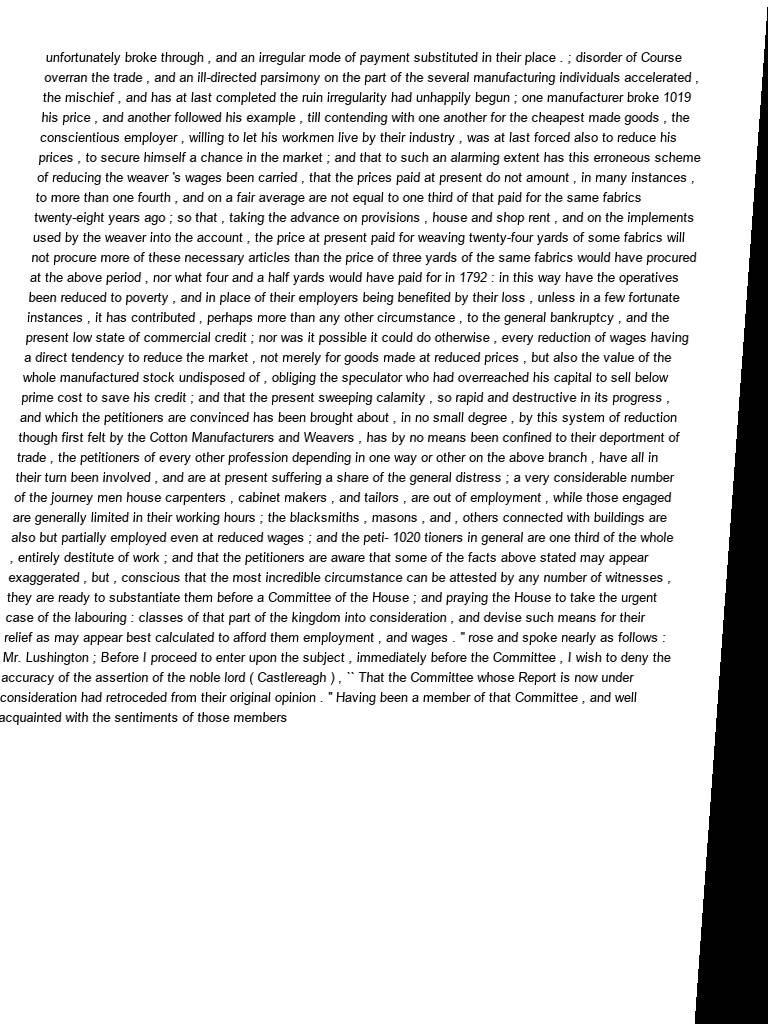 unfortunately broke through , and an irregular mode of payment substituted in their place . ; disorder of Course
overran the trade , and an ill-directed parsimony on the part of the several manufacturing individuals accelerated ,
the mischief , and has at last completed the ruin irregularity had unhappily begun ; one manufacturer broke 1019
his price , and another followed his example , till contending with one another for the cheapest made goods , the
conscientious employer , willing to let his workmen live by their industry , was at last forced also to reduce his
prices , to secure himself a chance in the market ; and that to such an alarming extent has this erroneous scheme
of reducing the weaver 's wages been carried , that the prices paid at present do not amount , in many instances ,
to more than one fourth , and on a fair average are not equal to one third of that paid for the same fabrics
twenty-eight years ago ; so that , taking the advance on provisions , house and shop rent , and on the implements
used by the weaver into the account , the price at present paid for weaving twenty-four yards of some fabrics will
not procure more of these necessary articles than the price of three yards of the same fabrics would have procured
at the above period , nor what four and a half yards would have paid for in 1792 : in this way have the operatives
been reduced to poverty , and in place of their employers being benefited by their loss , unless in a few fortunate
instances , it has contributed , perhaps more than any other circumstance , to the general bankruptcy , and the
present low state of commercial credit ; nor was it possible it could do otherwise , every reduction of wages having
a direct tendency to reduce the market , not merely for goods made at reduced prices , but also the value of the
whole manufactured stock undisposed of , obliging the speculator who had overreached his capital to sell below
prime cost to save his credit ; and that the present sweeping calamity , so rapid and destructive in its progress ,
and which the petitioners are convinced has been brought about , in no small degree , by this system of reduction
though first felt by the Cotton Manufacturers and Weavers , has by no means been confined to their deportment of
trade , the petitioners of every other profession depending in one way or other on the above branch , have all in
their turn been involved , and are at present suffering a share of the general distress ; a very considerable number
of the journey men house carpenters , cabinet makers , and tailors , are out of employment , while those engaged
are generally limited in their working hours ; the blacksmiths , masons , and , others connected with buildings are
also but partially employed even at reduced wages ; and the peti- 1020 tioners in general are one third of the whole
, entirely destitute of work ; and that the petitioners are aware that some of the facts above stated may appear
exaggerated , but , conscious that the most incredible circumstance can be attested by any number of witnesses ,
they are ready to substantiate them before a Committee of the House ; and praying the House to take the urgent
case of the labouring : classes of that part of the kingdom into consideration , and devise such means for their
relief as may appear best calculated to afford them employment , and wages . " rose and spoke nearly as follows :
Mr. Lushington ; Before I proceed to enter upon the subject , immediately before the Committee , I wish to deny the
accuracy of the assertion of the noble lord ( Castlereagh ) , `` That the Committee whose Report is now under
consideration had retroceded from their original opinion . " Having been a member of that Committee , and well
acquainted with the sentiments of those members